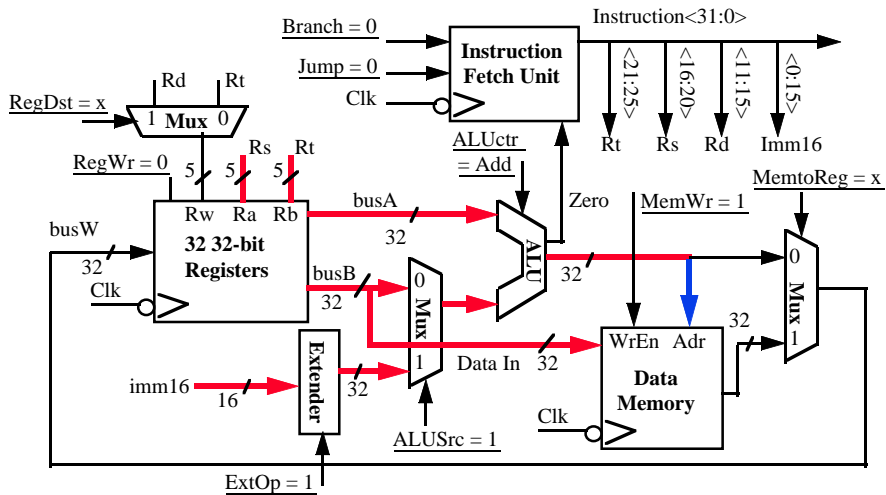 Branch = 0
Instruction<31:0>
Instruction
Fetch Unit
Jump = 0
Clk
<21:25>
<16:20>
<11:15>
<0:15>
Rt
Rs
Rd
Imm16
Rd
Rt
RegDst = x
1 Mux 0
RegWr = 0
5
5
5
Rs
Rt
ALUctr
= Add
Zero
MemWr = 1
MemtoReg = x
busW
32
Rw
Ra
Rb
32 32-bit
Registers
Clk
busA
32
busB
32
0
Mux
1
ALU
32
0
Mux
1
32
WrEn
Adr
Data
Memory
Clk
Data In
32
imm16
16
Extender
32
ALUSrc = 1
ExtOp = 1